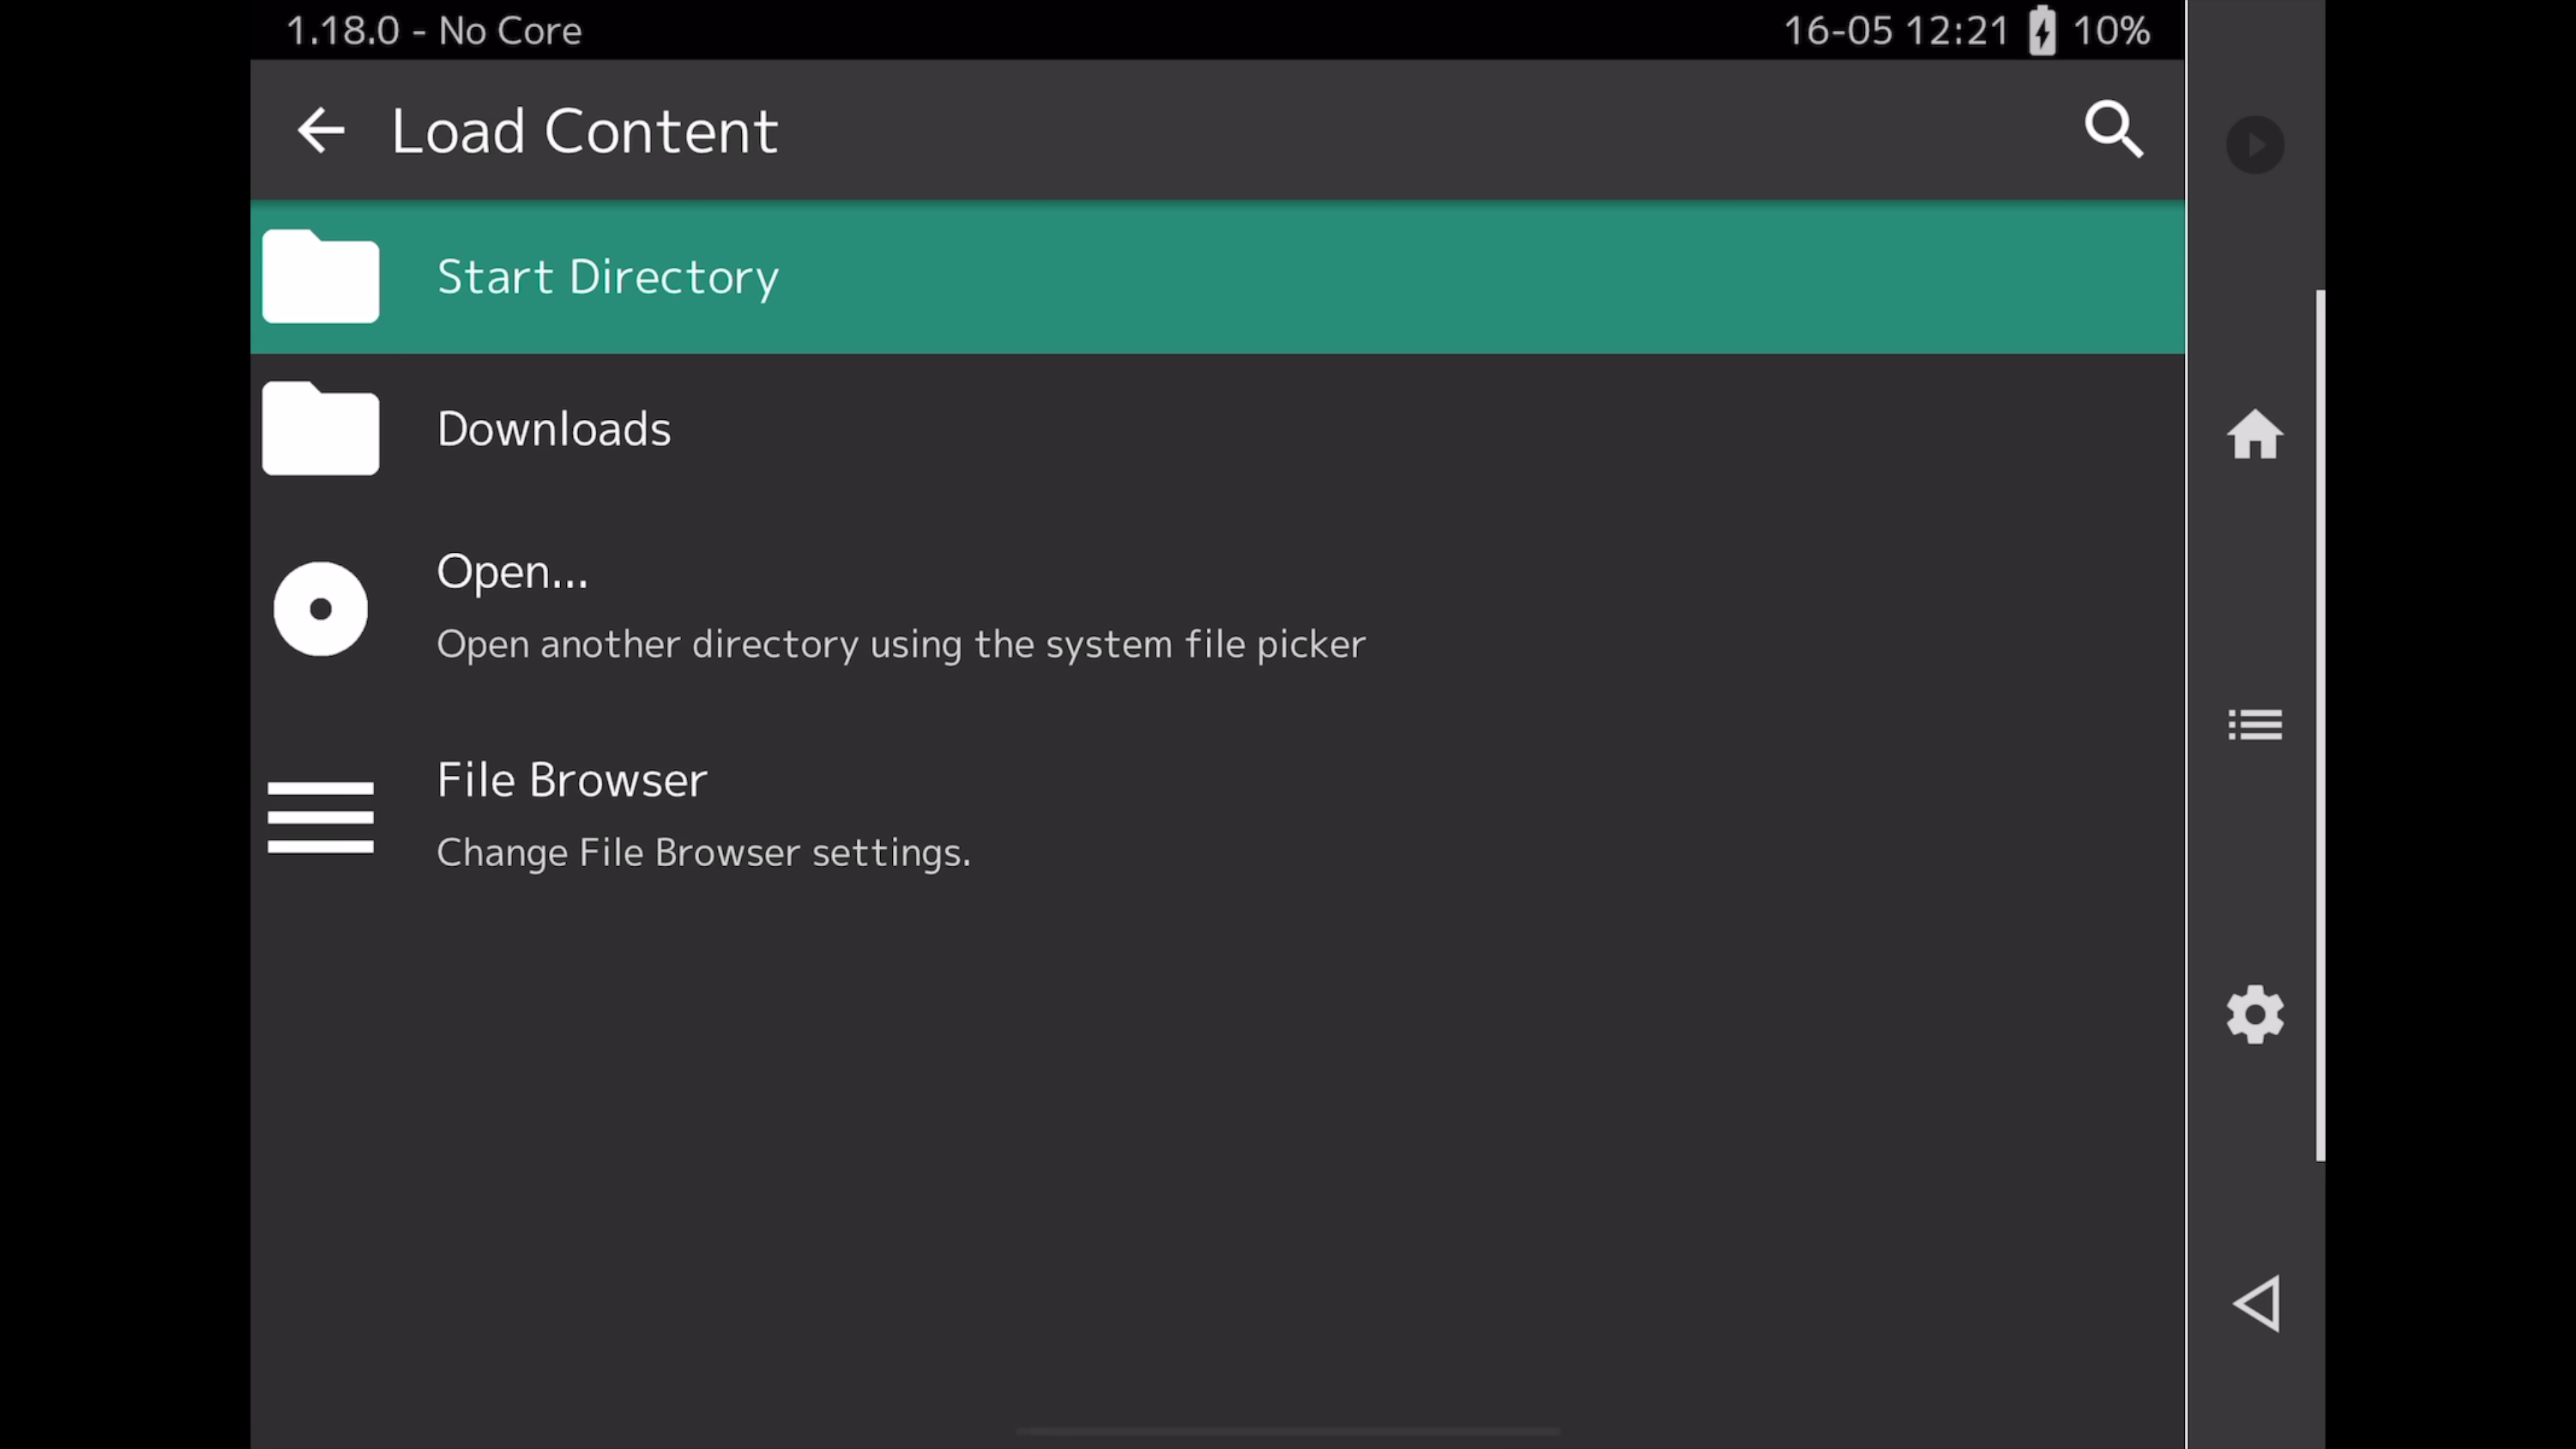 1.18.0 - No Core
16-05 12:21 10%
Load Content
Start Directory
Downloads
Open...
Open another directory using the system file picker
File Browser
Change File Browser settings.